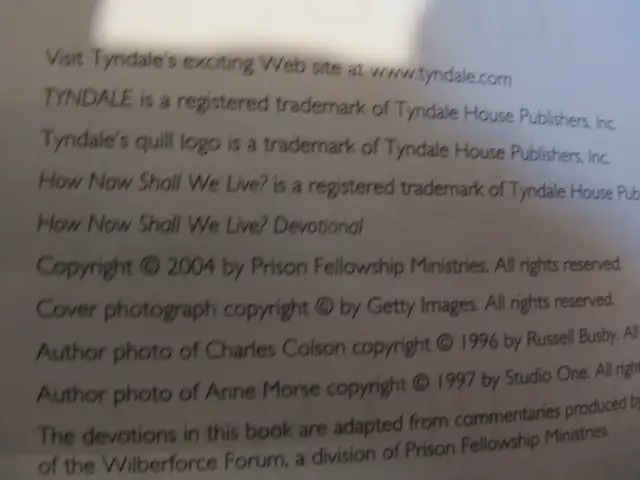 Visit Tyndale's exciting Web site at www.tyndale.com
TYNDALE is a registered trademark of Tyndale House Publishers, Inc.
Tyndale's quill logo is a trademark of Tyndale House Publishers, Inc.
How Now Shall We Live? is a registered trademark of Tyndale House Pub
How Now Shall We Live? Devotional
Copyright © 2004 by Prison Fellowship Ministries. All rights reserved.
Cover photograph copyright © by Getty Images. All rights reserved.
Author photo of Charles Colson copyright © 1996 by Russell Busby. All
Author photo of Anne Morse copyright © 1997 by Studio One. All righ
The devotions in this book are adapted from commentaries produced by
of the Wilberforce Forum, a division of Prison Fellowship Ministries.